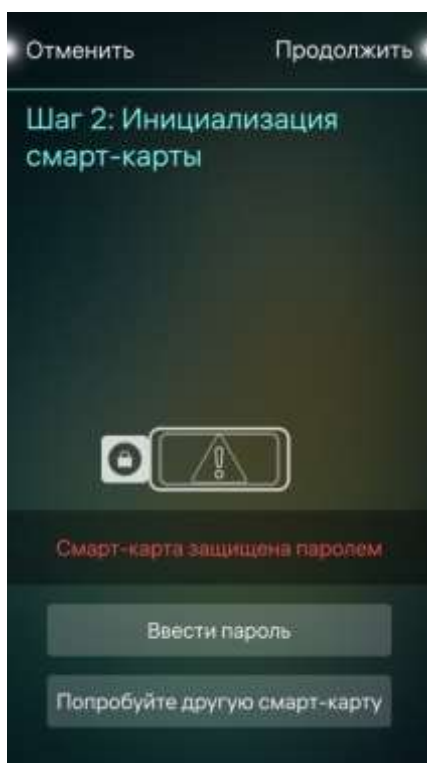 Отменить
Продолжить
Шаг 2: Инициализация
смарт-карты
Смарт-карта защищена паролем
Ввести пароль
Попробуйте другую смарт-карту